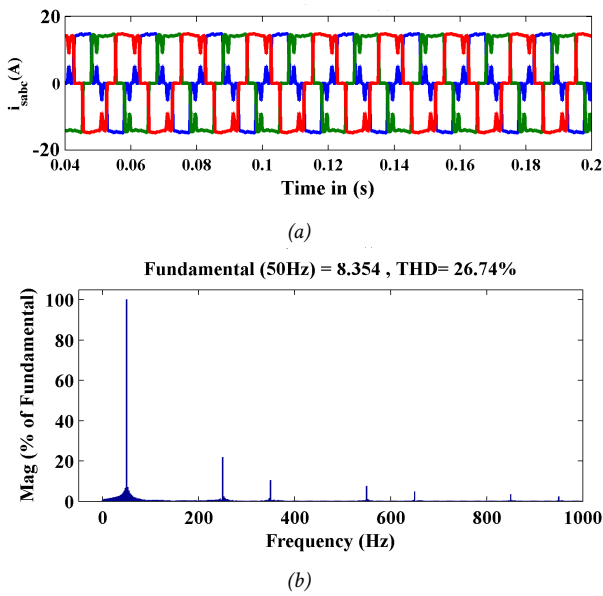 20
0
-20
i_sabc(A)
0.04 0.06 0.08 0.1 0.12 0.14 0.16 0.18 0.2
Time in (s)
(a)
Fundamental (50Hz) = 8.354 , THD= 26.74%
100
80
60
40
20
0
Mag (% of Fundamental)
0 200 400 600 800 1000
Frequency (Hz)
(b)